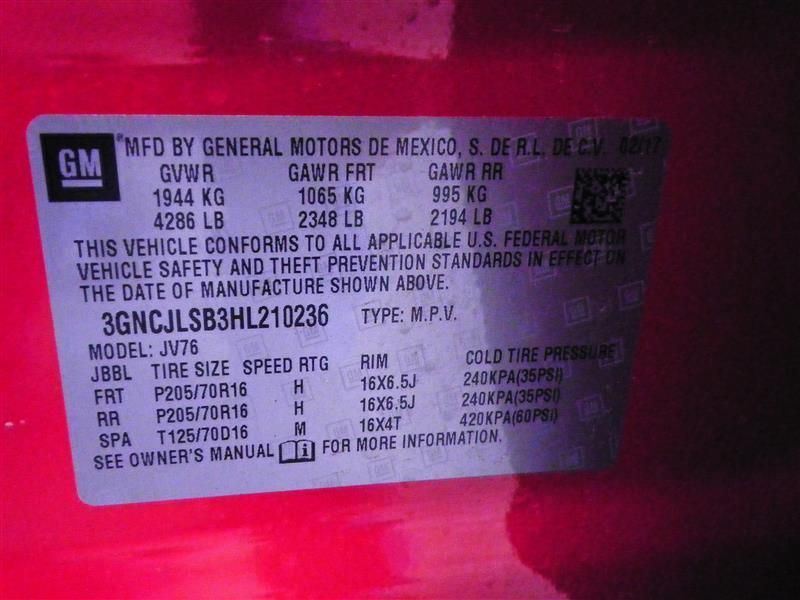 GM
®MFD BY GENERAL MOTORS DE MEXICO, S. DE R.L. DE C.V. 02/17
GVWR GAWR FRT GAWR RR
1944 KG 1065 KG 995 KG
4286 LB 2348 LB 2194 LB
THIS VEHICLE CONFORMS TO ALL APPLICABLE U.S. FEDERAL MOTOR
VEHICLE SAFETY AND THEFT PREVENTION STANDARDS IN EFFECT ON
THE DATE OF MANUFACTURE SHOWN ABOVE.
3GNCJLSB3HL210236 TYPE: M.P.V.
MODEL: JV76
JBBL TIRE SIZE SPEED RTG RIM COLD TIRE PRESSURE
FRT P205/70R16 H 16X6.5J 240KPA(35PSI)
RR P205/70R16 H 16X6.5J 240KPA(35PSI)
SPA T125/70D16 M 16X4T 420KPA(60PSI)
SEE OWNER'S MANUAL i FOR MORE INFORMATION.